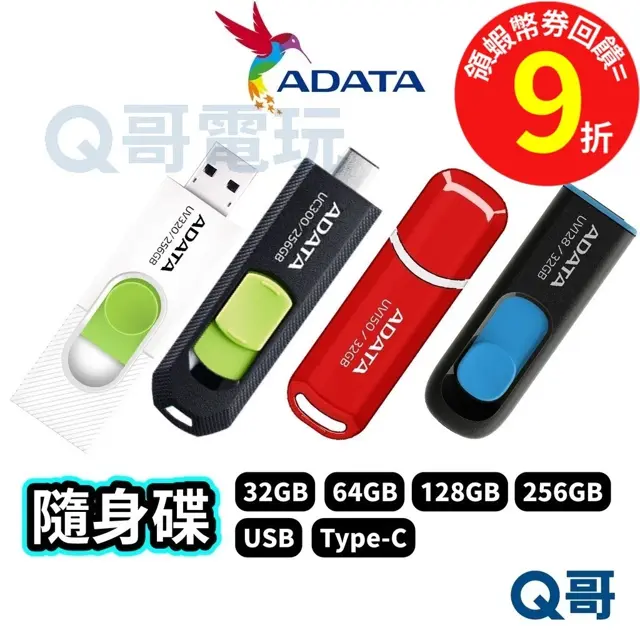 ADATA
領蝦幣券回饋=
9折
Q哥電玩
UV320/256GB
UC300/256GB
ADATA
UV150 / 32GB
ADATA
UV128 / 32GB
ADATA
隨身碟
32GB
64GB
128GB
256GB
USB
Type-C
Q哥